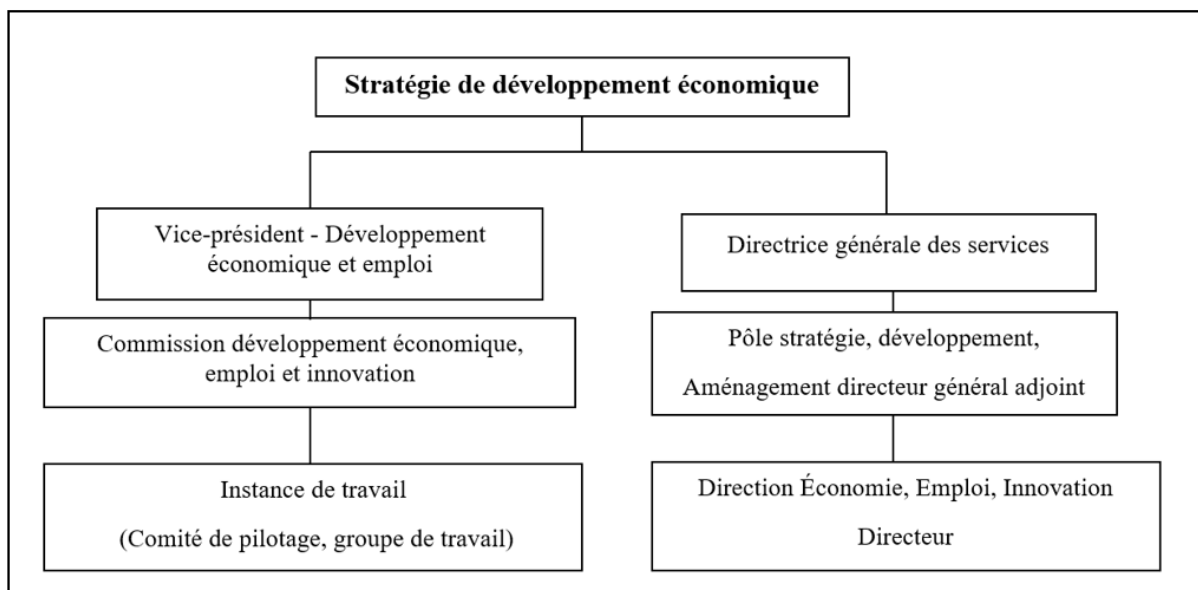 Stratégie de développement économique
Vice-président - Développement
économique et emploi
Directrice générale des services
Commission développement économique,
emploi et innovation
Pôle stratégie, développement,
Aménagement directeur général adjoint
Instance de travail
(Comité de pilotage, groupe de travail)
Direction Économie, Emploi, Innovation
Directeur